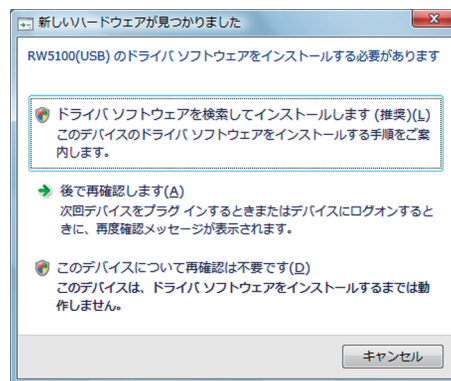 新しいハードウェアが見つかりました
RW5100(USB) のドライバ ソフトウェアをインストールする必要があります
ドライバ ソフトウェアを検索してインストールします (推奨)(L)
このデバイスのドライバ ソフトウェアをインストールする手順をご案
内します。
後で再確認します(A)
次回デバイスをプラグ インするときまたはデバイスにログオンすると
きに、再度確認メッセージが表示されます。
このデバイスについて再確認は不要です(D)
このデバイスは、ドライバ ソフトウェアをインストールするまでは動
作しません。
キャンセル